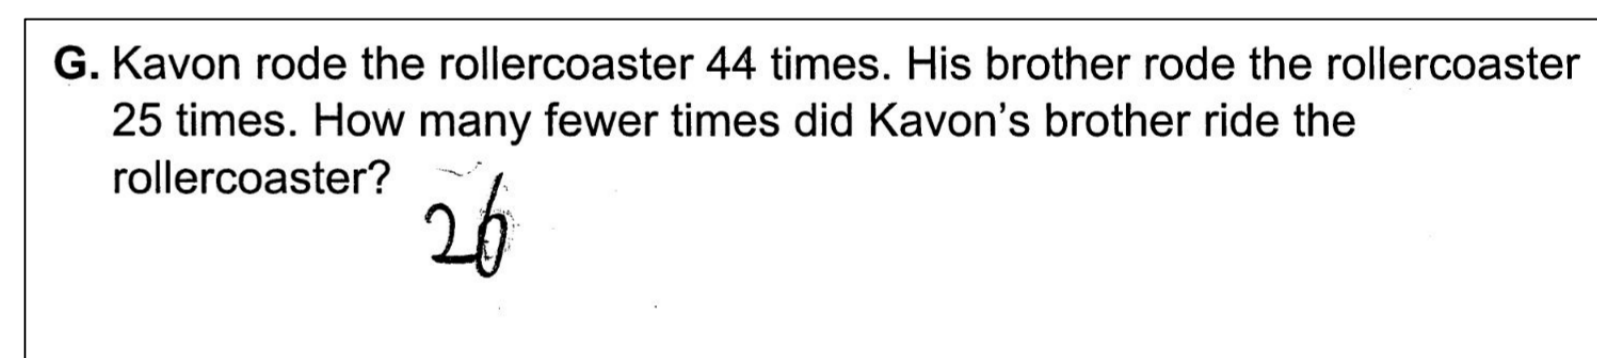 G. Kavon rode the rollercoaster 44 times. His brother rode the rollercoaster
25 times. How many fewer times did Kavon's brother ride the
rollercoaster?
26